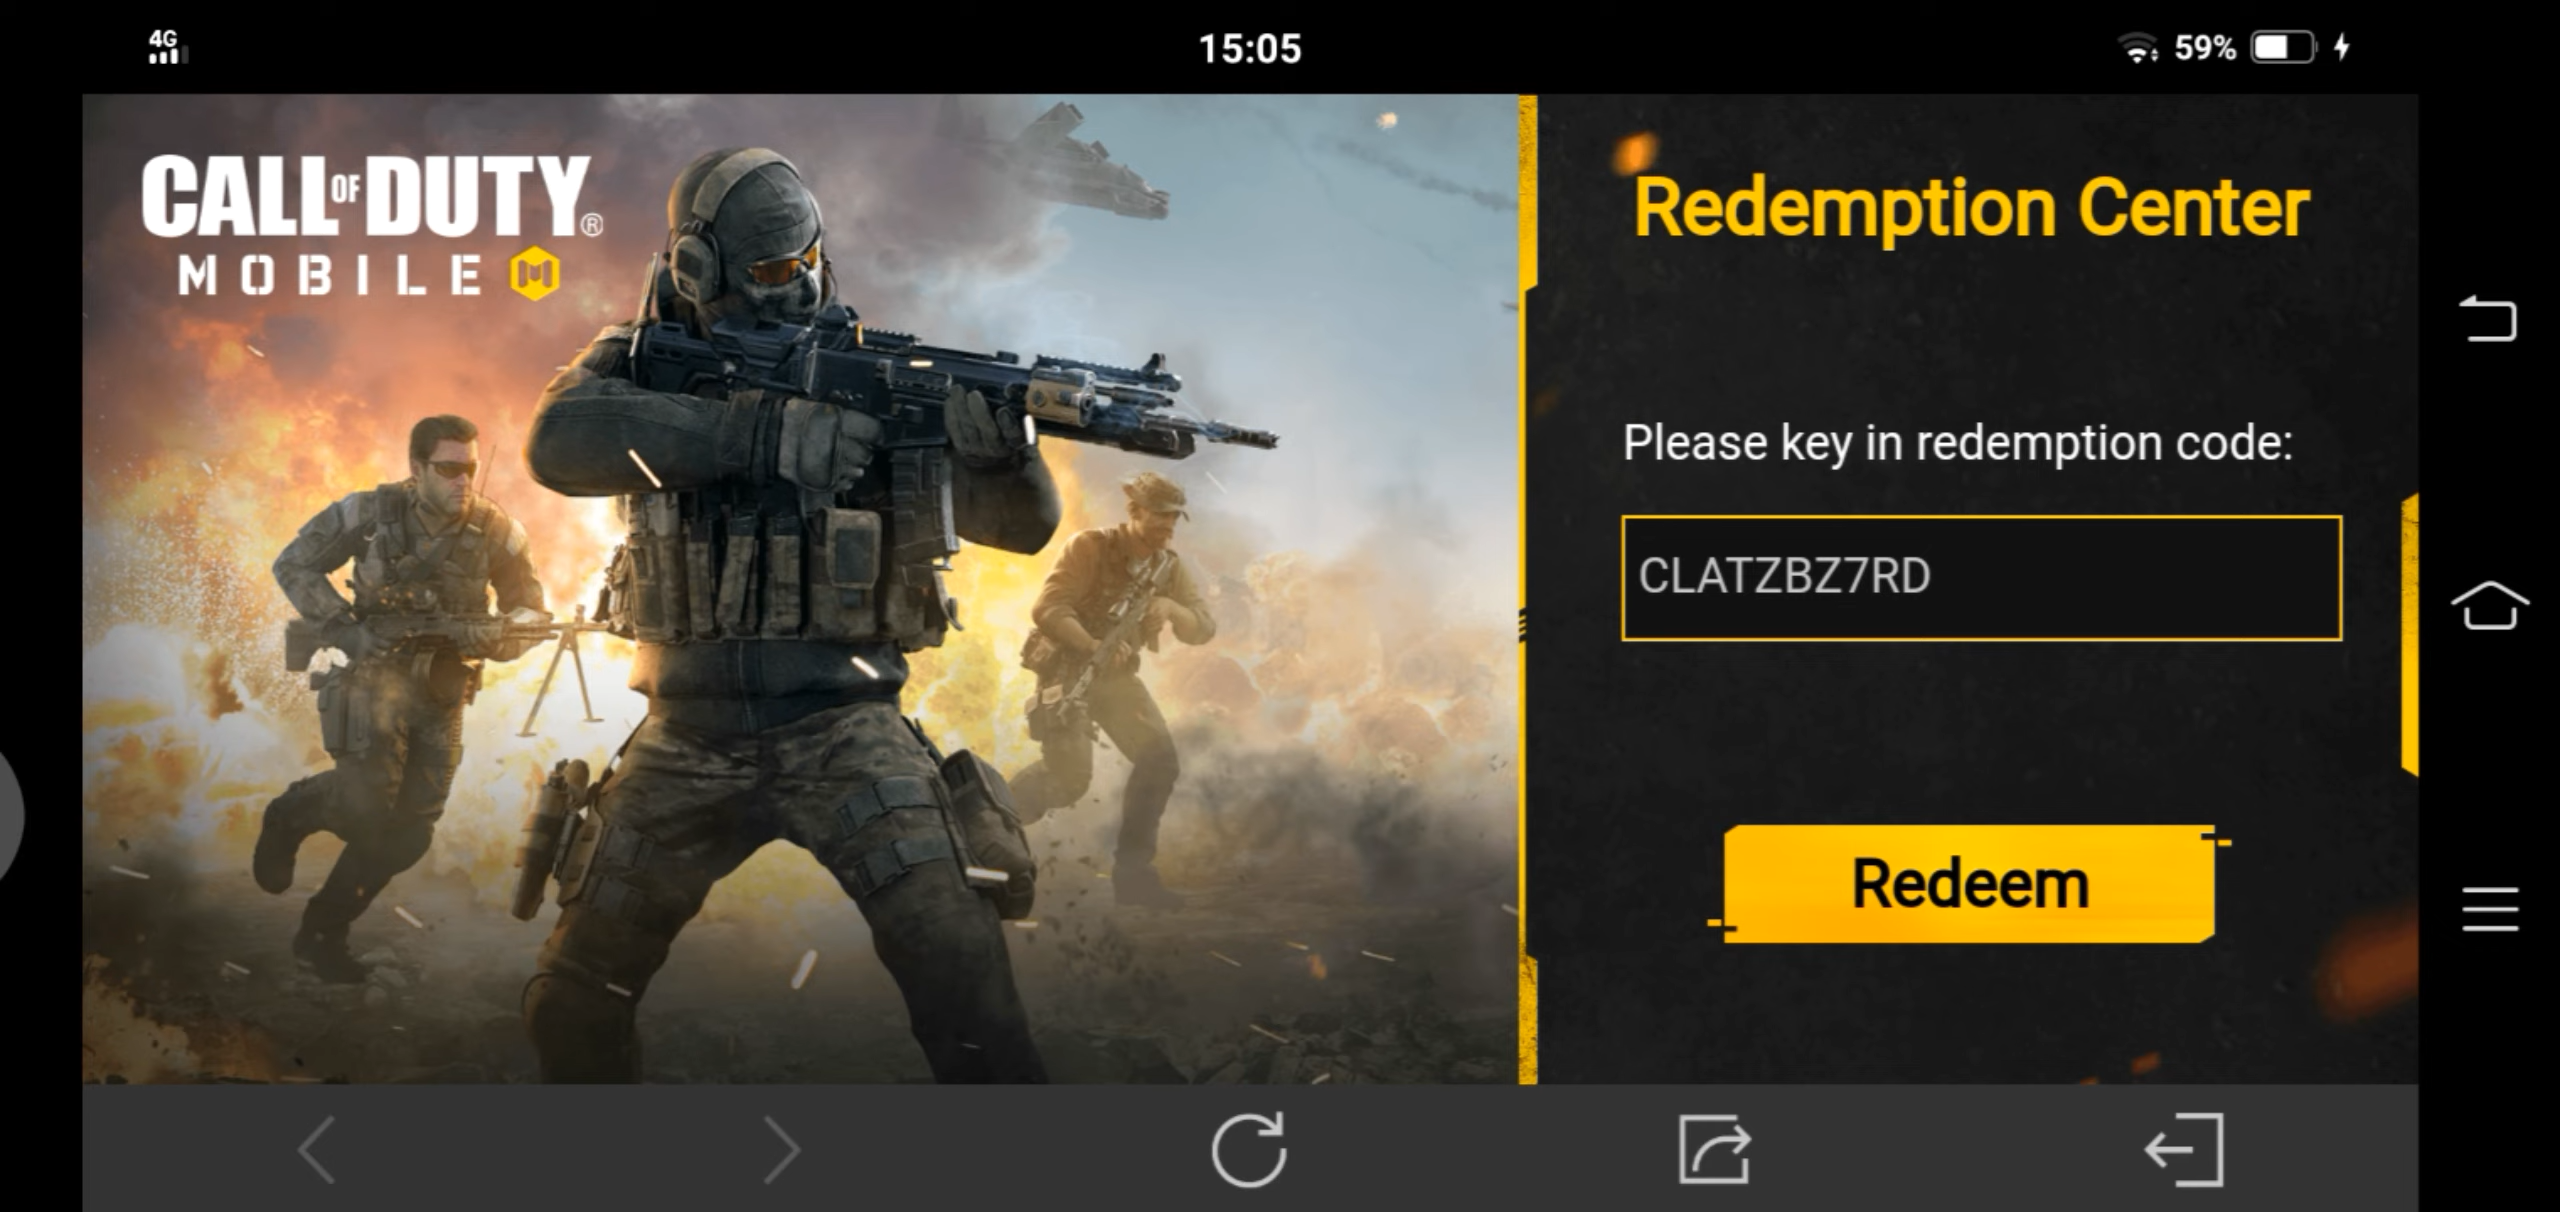 4G
15:05
59%
CALL OF DUTY®
MOBILE
Redemption Center
Please key in redemption code:
CLATZBZ7RD
Redeem